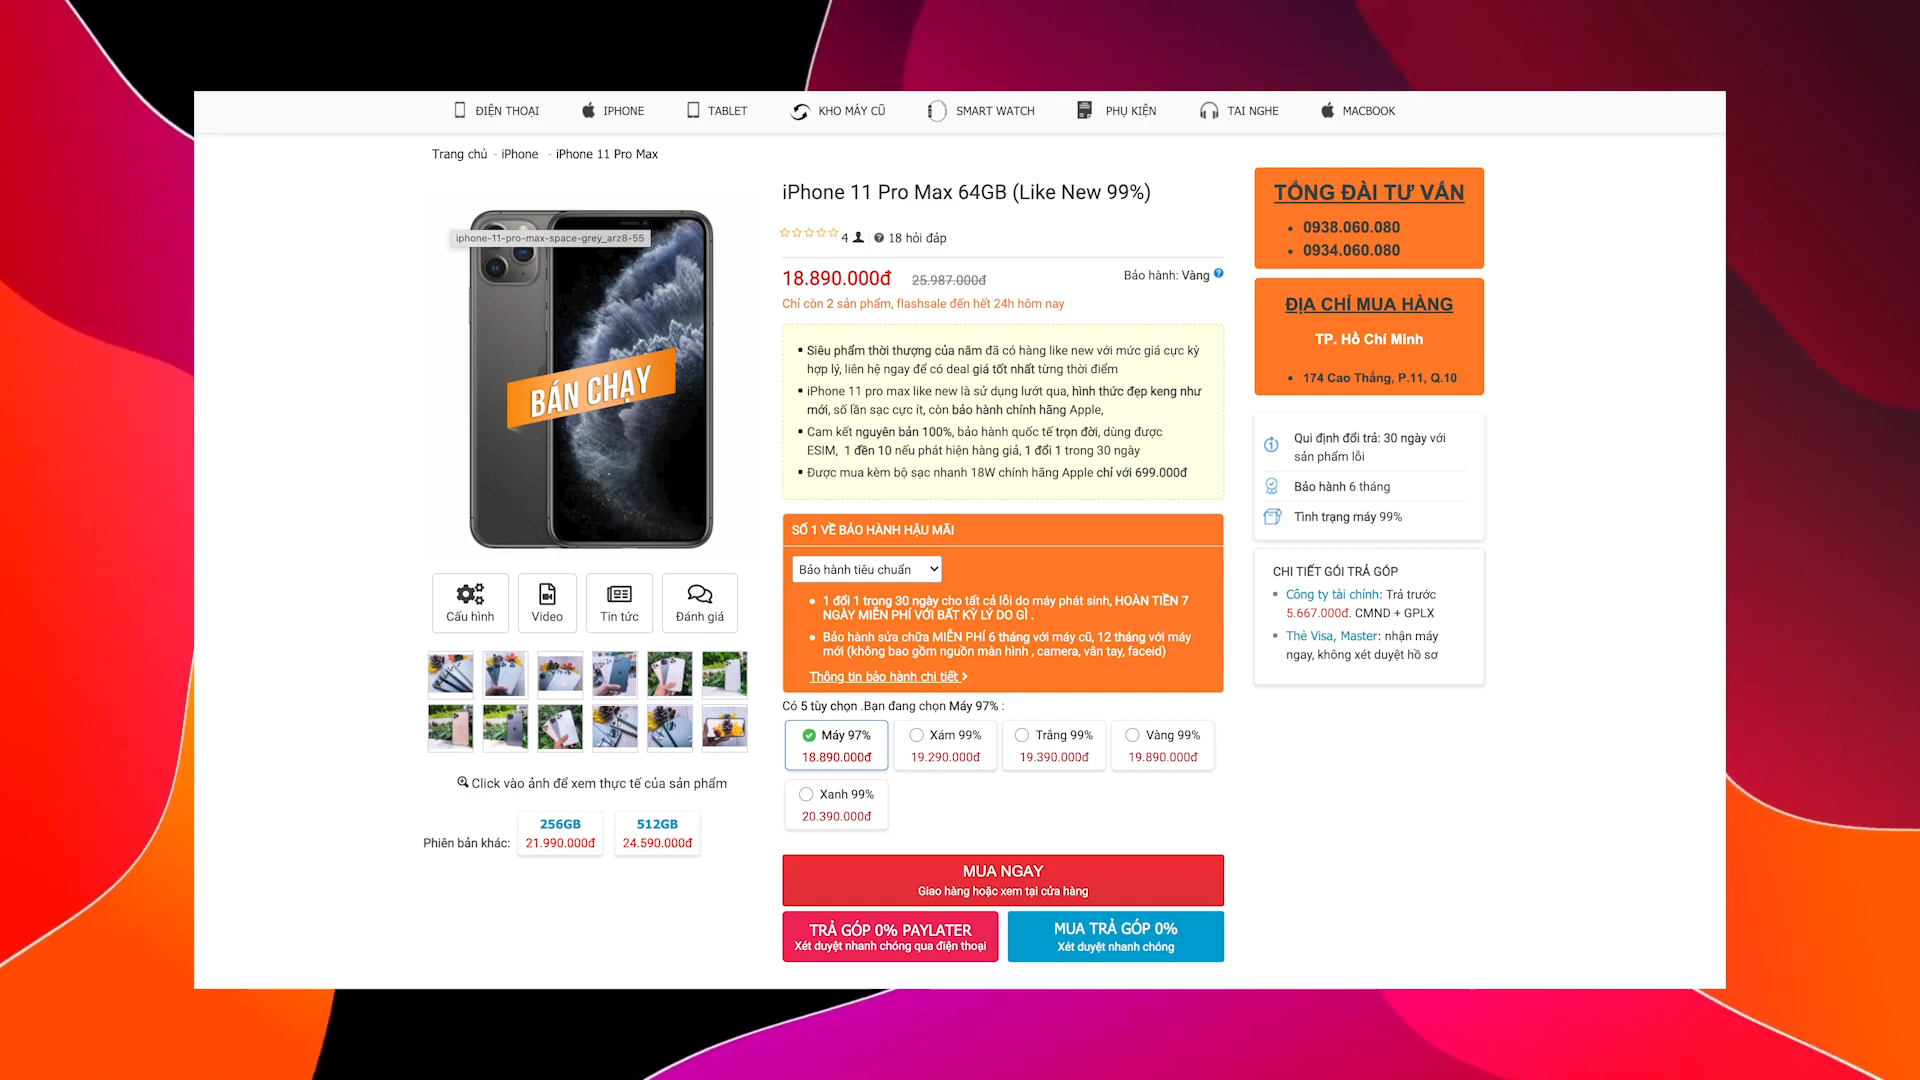 ĐIỆN THOẠI
IPHONE
TABLET
KHO MÁY CŨ
SMART WATCH
PHỤ KIỆN
TAI NGHE
MACBOOK
Trang chủ - iPhone - iPhone 11 Pro Max
iphone-11-pro-max-space-grey_arz8-55
BÁN CHẠY
Cấu hình
Video
Tin tức
Đánh giá
Click vào ảnh để xem thực tế của sản phẩm
Phiên bản khác:
256GB
21.990.000đ
512GB
24.590.000đ
iPhone 11 Pro Max 64GB (Like New 99%)
4
18 hỏi đáp
18.890.000đ 25.987.000đ
Bảo hành: Vàng
Chỉ còn 2 sản phẩm, flashsale đến hết 24h hôm nay
Siêu phẩm thời thượng của năm đã có hàng like new với mức giá cực kỳ
hợp lý, liên hệ ngay để có deal giá tốt nhất từng thời điểm
iPhone 11 pro max like new là sử dụng lướt qua, hình thức đẹp keng như
mới, số lần sạc cực ít, còn bảo hành chính hãng Apple,
Cam kết nguyên bản 100%, bảo hành quốc tế trọn đời, dùng được
ESIM, 1 đền 10 nếu phát hiện hàng giả, 1 đổi 1 trong 30 ngày
Được mua kèm bộ sạc nhanh 18W chính hãng Apple chỉ với 699.000đ
SỐ 1 VỀ BẢO HÀNH HẬU MÃI
Bảo hành tiêu chuẩn
1 đổi 1 trong 30 ngày cho tất cả lỗi do máy phát sinh, HOÀN TIỀN 7
NGÀY MIỄN PHÍ VỚI BẤT KỲ LÝ DO GÌ .
Bảo hành sửa chữa MIỄN PHÍ 6 tháng với máy cũ, 12 tháng với máy
mới (không bao gồm nguồn màn hình , camera, vân tay, faceid)
Thông tin bảo hành chi tiết
Có 5 tùy chọn .Bạn đang chọn Máy 97% :
Máy 97%
18.890.000đ
Xám 99%
19.290.000đ
Trắng 99%
19.390.000đ
Vàng 99%
19.890.000đ
Xanh 99%
20.390.000đ
MUA NGAY
Giao hàng hoặc xem tại cửa hàng
TRẢ GÓP 0% PAYLATER
Xét duyệt nhanh chóng qua điện thoại
MUA TRẢ GÓP 0%
Xét duyệt nhanh chóng
TỔNG ĐÀI TƯ VẤN
0938.060.080
0934.060.080
ĐỊA CHỈ MUA HÀNG
TP. Hồ Chí Minh
174 Cao Thắng, P.11, Q.10
Qui định đổi trả: 30 ngày với
sản phẩm lỗi
Bảo hành 6 tháng
Tình trạng máy 99%
CHI TIẾT GÓI TRẢ GÓP
Công ty tài chính: Trả trước
5.667.000đ. CMND + GPLX
Thẻ Visa, Master: nhận máy
ngay, không xét duyệt hồ sơ